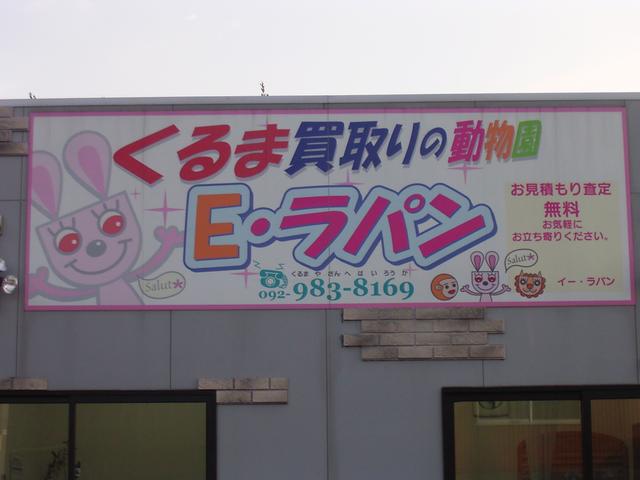 くるま買取りの動物園
E・ラパン
くるまやさんへはいろうか
092-983-8169
Salut
Salut
お見積もり査定
無料
お気軽に
お立ち寄りください。
イー・ラパン